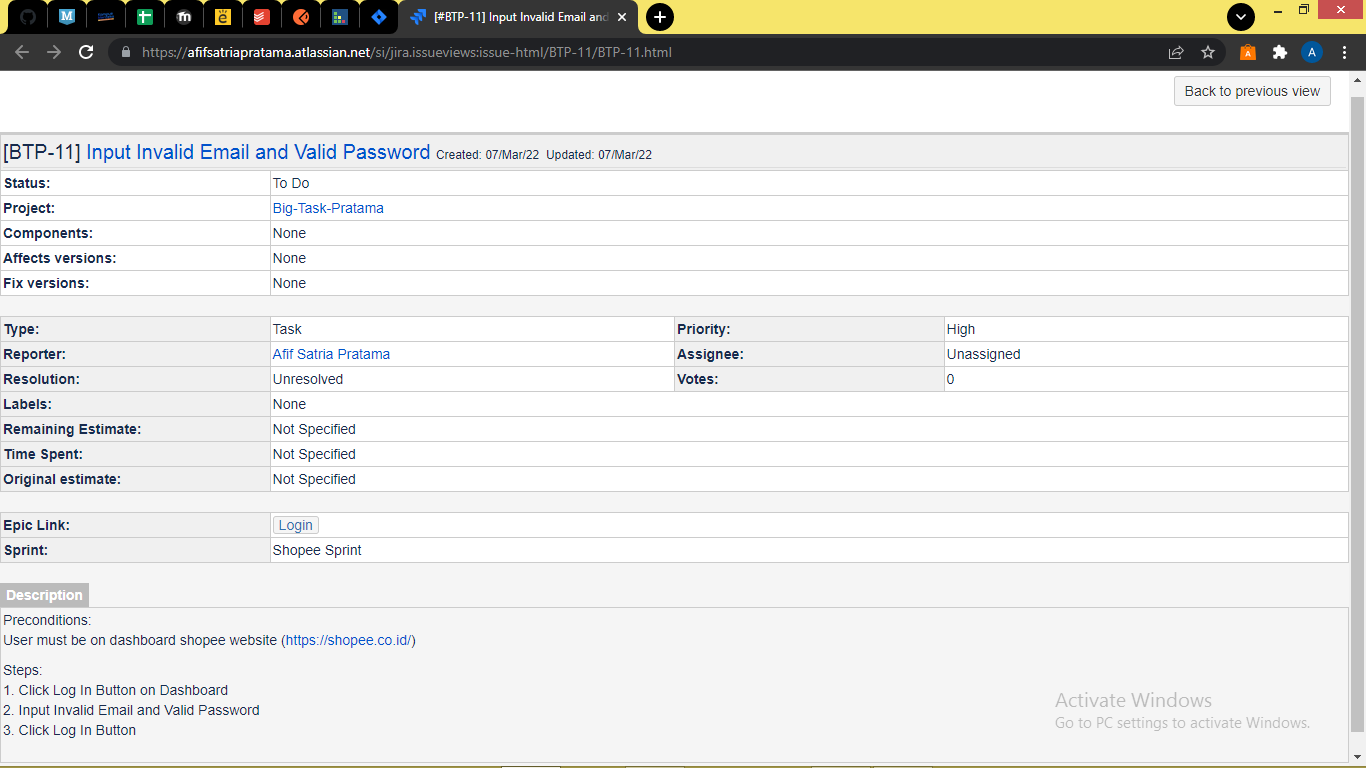 [#BTP-11] Input Invalid Email and
https://afifsatriapratama.atlassian.net/si/jira.issueviews:issue-html/BTP-11/BTP-11.html
A
Back to previous view
[BTP-11] Input Invalid Email and Valid Password Created: 07/Mar/22 Updated: 07/Mar/22
Status: To Do
Project: Big-Task-Pratama
Components: None
Affects versions: None
Fix versions: None
Type: Task Priority: High
Reporter: Afif Satria Pratama Assignee: Unassigned
Resolution: Unresolved Votes: 0
Labels: None
Remaining Estimate: Not Specified
Time Spent: Not Specified
Original estimate: Not Specified
Epic Link: Login
Sprint: Shopee Sprint
Description
Preconditions:
User must be on dashboard shopee website (https://shopee.co.id/)
Steps:
1. Click Log In Button on Dashboard
2. Input Invalid Email and Valid Password
3. Click Log In Button
Activate Windows
Go to PC settings to activate Windows.